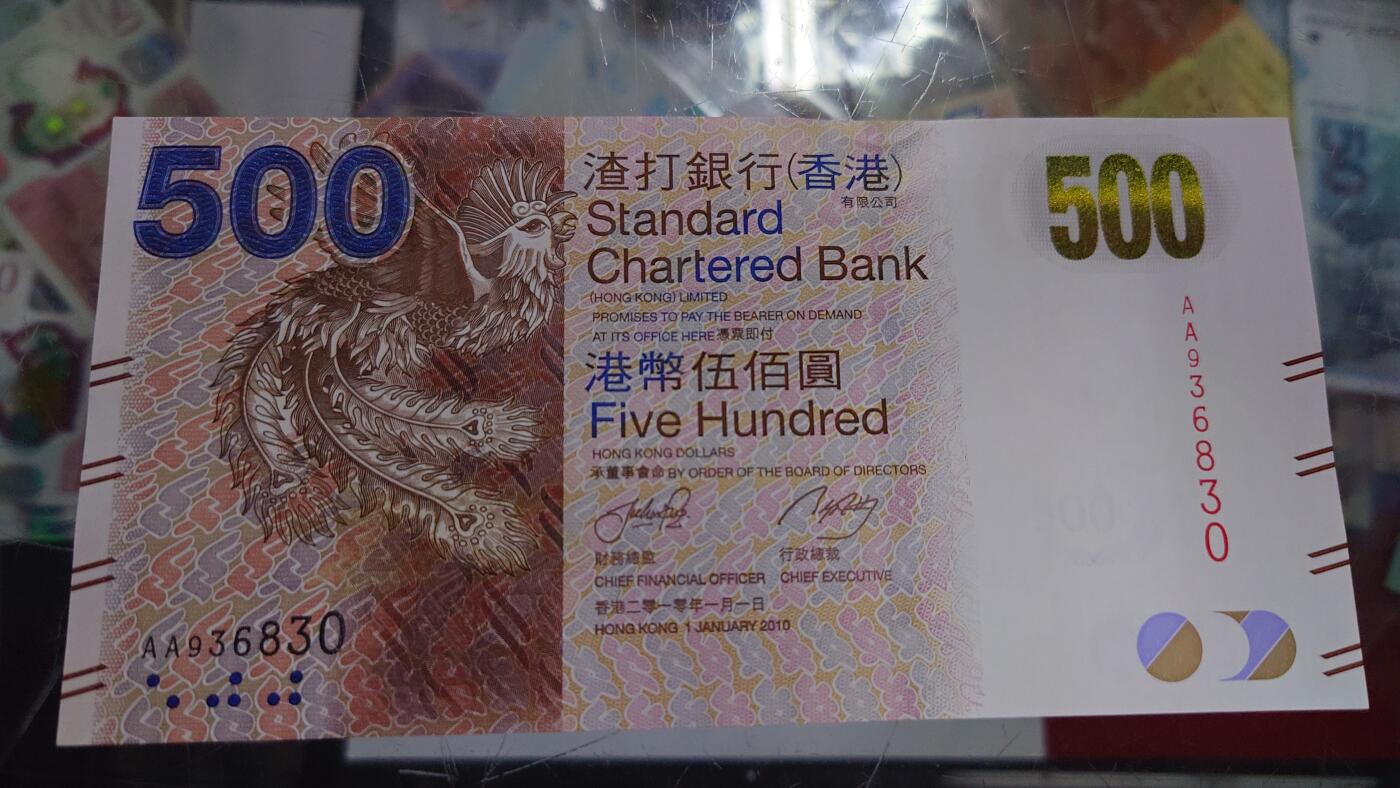 500
渣打銀行(香港)
有限公司
Standard
Chartered Bank
(HONG KONG) LIMITED
PROMISES TO PAY THE BEARER ON DEMAND
AT ITS OFFICE HERE 憑票即付
港幣伍佰圓
Five Hundred
HONG KONG DOLLARS
承董事會命 BY ORDER OF THE BOARD OF DIRECTORS
財務總監 行政總裁
CHIEF FINANCIAL OFFICER CHIEF EXECUTIVE
香港二零一零年一月一日
HONG KONG 1 JANUARY 2010
AA936830
500
AA936830
50